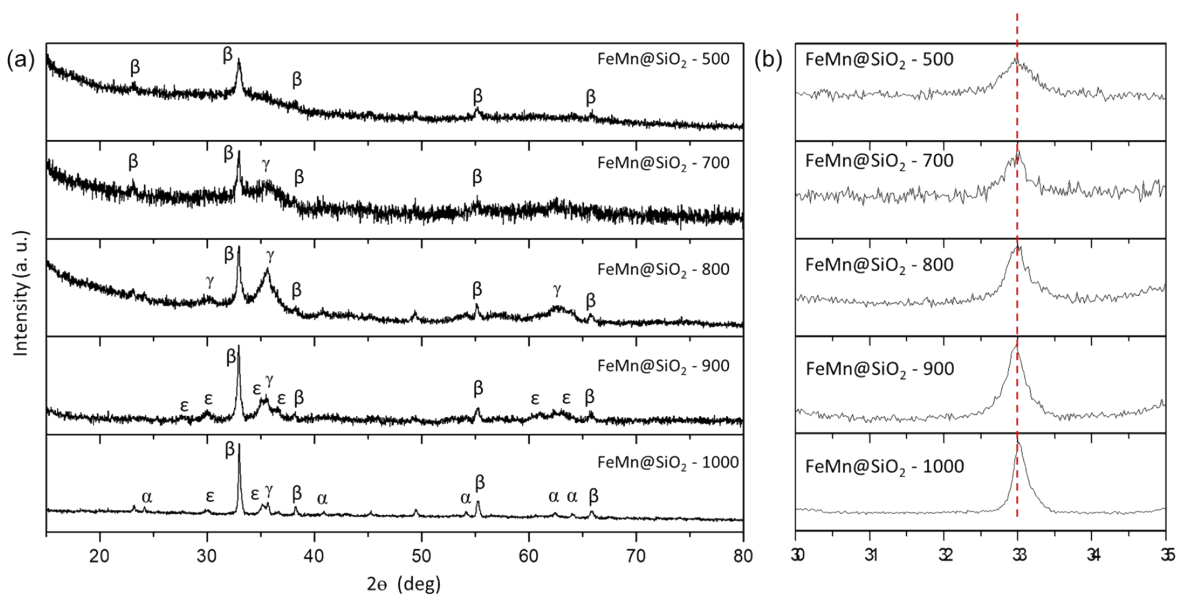 (a)
β β β β β FeMn@SiO₂ - 500
β β γ β β FeMn@SiO₂ - 700
γ β γ β β γ β FeMn@SiO₂ - 800
ε ε β ε γ ε β β ε ε β FeMn@SiO₂ - 900
α ε β ε γ β α α β α α β FeMn@SiO₂ - 1000
Intensity (a. u.)
20 30 40 50 60 70 80
2ө (deg)
(b)
FeMn@SiO₂ - 500
FeMn@SiO₂ - 700
FeMn@SiO₂ - 800
FeMn@SiO₂ - 900
FeMn@SiO₂ - 1000
30 31 32 33 34 35